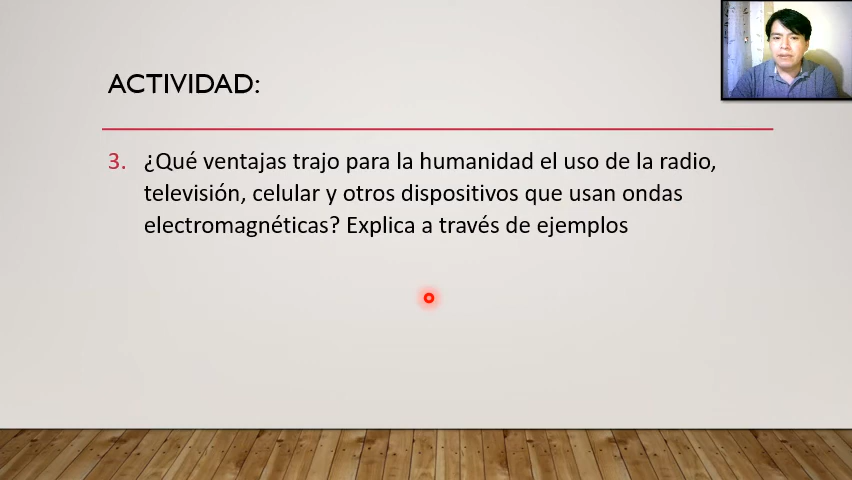 ACTIVIDAD:
3. ¿Qué ventajas trajo para la humanidad el uso de la radio,
televisión, celular y otros dispositivos que usan ondas
electromagnéticas? Explica a través de ejemplos